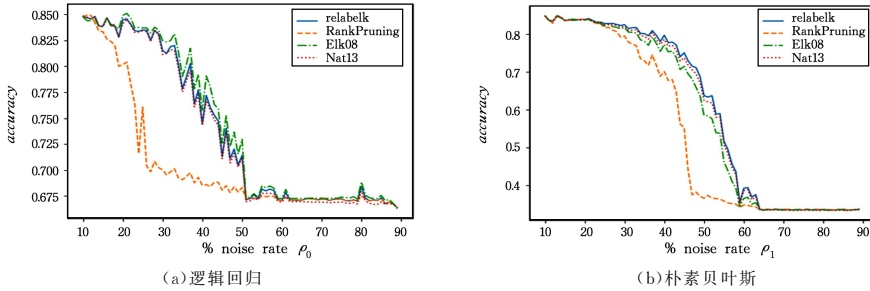 0.850
0.825
0.800
0.775
0.750
0.725
0.700
0.675
accuracy
10 20 30 40 50 60 70 80 90
% noise rate ρ0
relabelk
RankPruning
Elk08
Nat13
(a)逻辑回归
0.8
0.7
0.6
0.5
0.4
accuracy
10 20 30 40 50 60 70 80 90
% noise rate ρ1
relabelk
RankPruning
Elk08
Nat13
(b)朴素贝叶斯